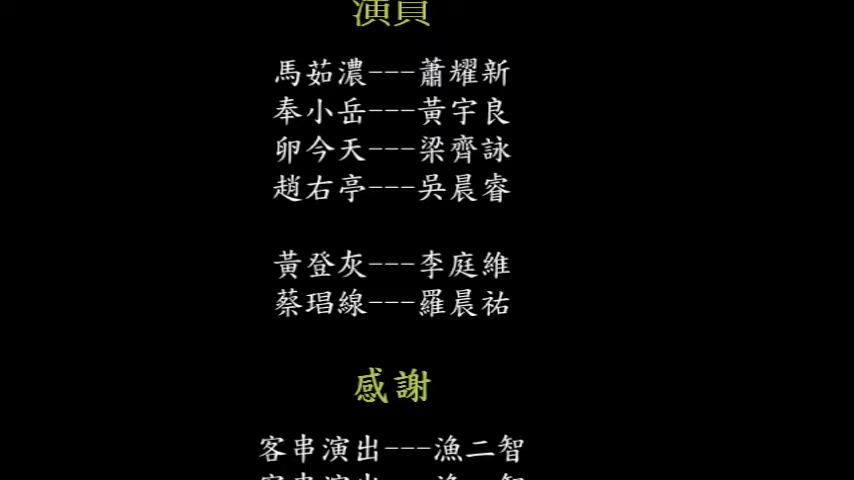 演員
馬茹濃---蕭耀新
奉小岳---黃宇良
卵今天---梁齊詠
趙右亭---吳晨睿
黃登灰---李庭維
蔡琩線---羅晨祐
感謝
客串演出---漁二智